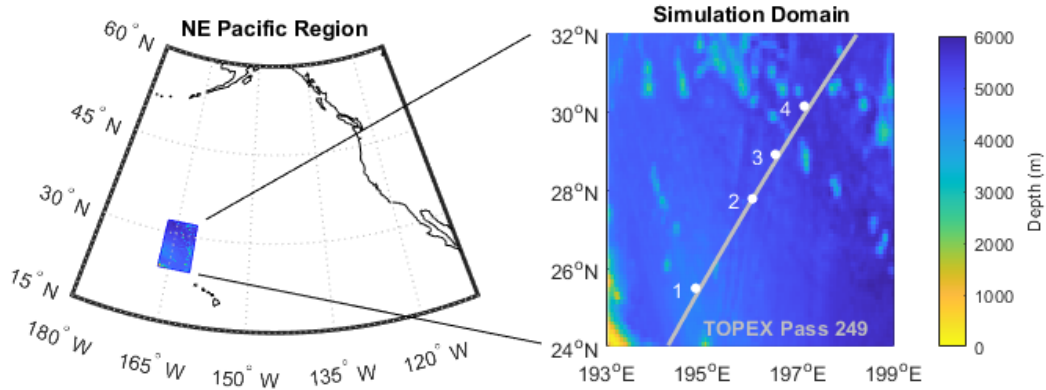 NE Pacific Region
60°N
45°N
30°N
15°N
180°W
165°W
150°W
135°W
120°W
Simulation Domain
32°N
30°N
28°N
26°N
24°N
193°E
195°E
197°E
199°E
4
3
2
1
TOPEX Pass 249
6000
5000
4000
3000
2000
1000
0
Depth (m)